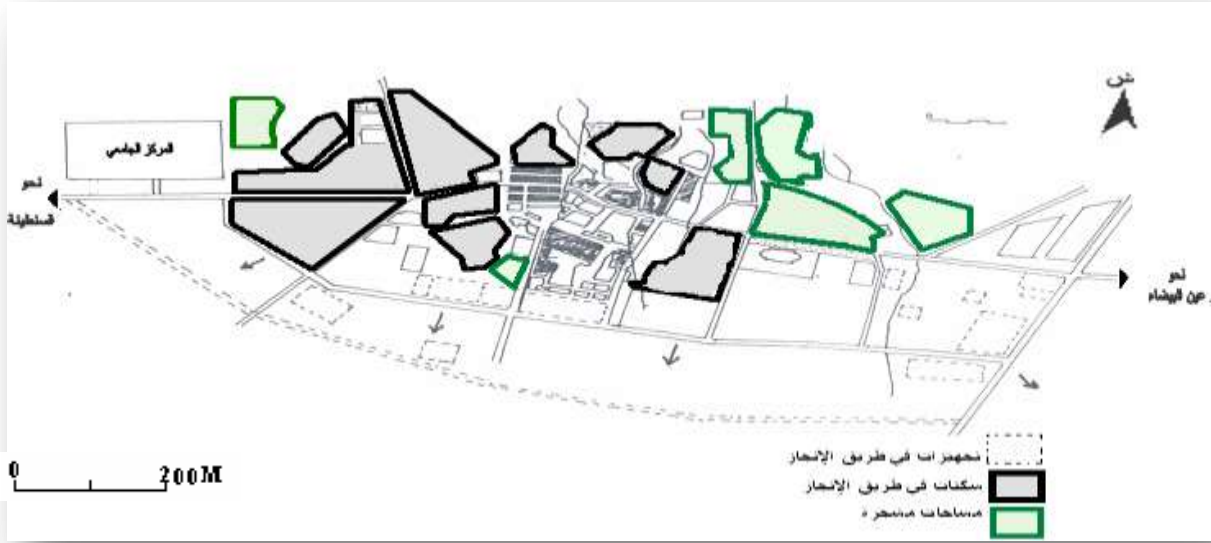 ش
المركز الجامعي
نحو
قسنطينة
نحو
عين البيضاء
تجهيزات في طريق الإنجاز
سكنات في طريق الإنجاز
مساحات مشجرة
0 200M